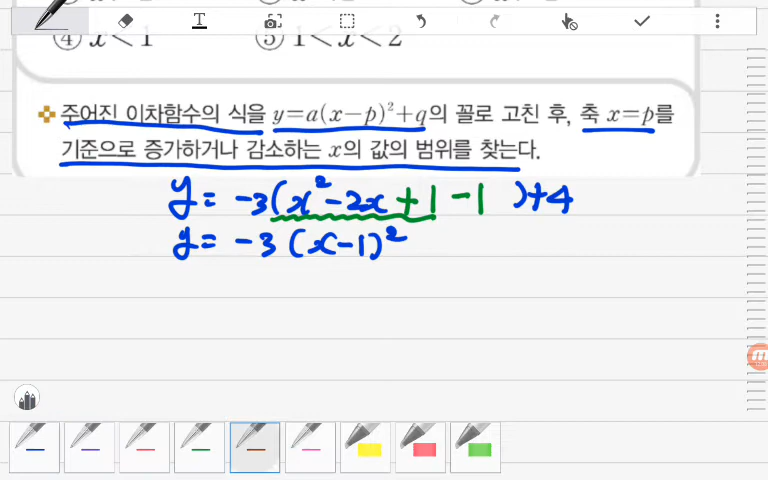 ④ x<1 ⑤ 1<x<2
주어진 이차함수의 식을 y=a(x-p)²+q의 꼴로 고친 후, 축 x=p를
기준으로 증가하거나 감소하는 x의 값의 범위를 찾는다.
y = -3(x²-2x+1-1 )+4
y = -3 (x-1)²